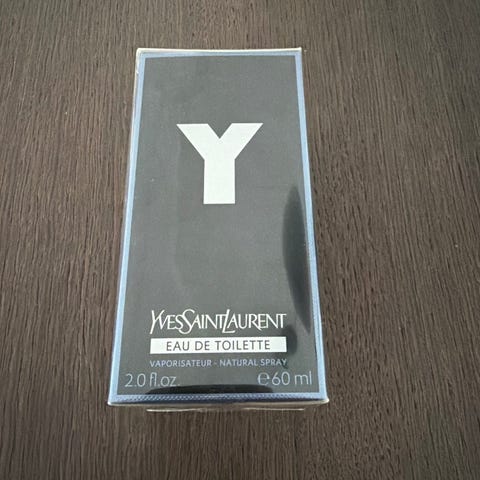 Y
YVESSAINTLAURENT
EAU DE TOILETTE
VAPORISATEUR - NATURAL SPRAY
2.0 fl.oz. ℮60 ml